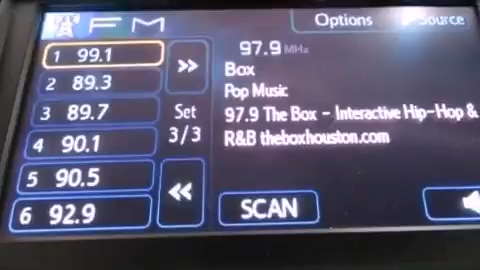 FM
Options
Source
1 99.1
2 89.3
3 89.7
4 90.1
5 90.5
6 92.9
Set
3/3
97.9 MHz
Box
Pop Music
97.9 The Box - Interactive Hip-Hop &
R&B theboxhouston.com
SCAN